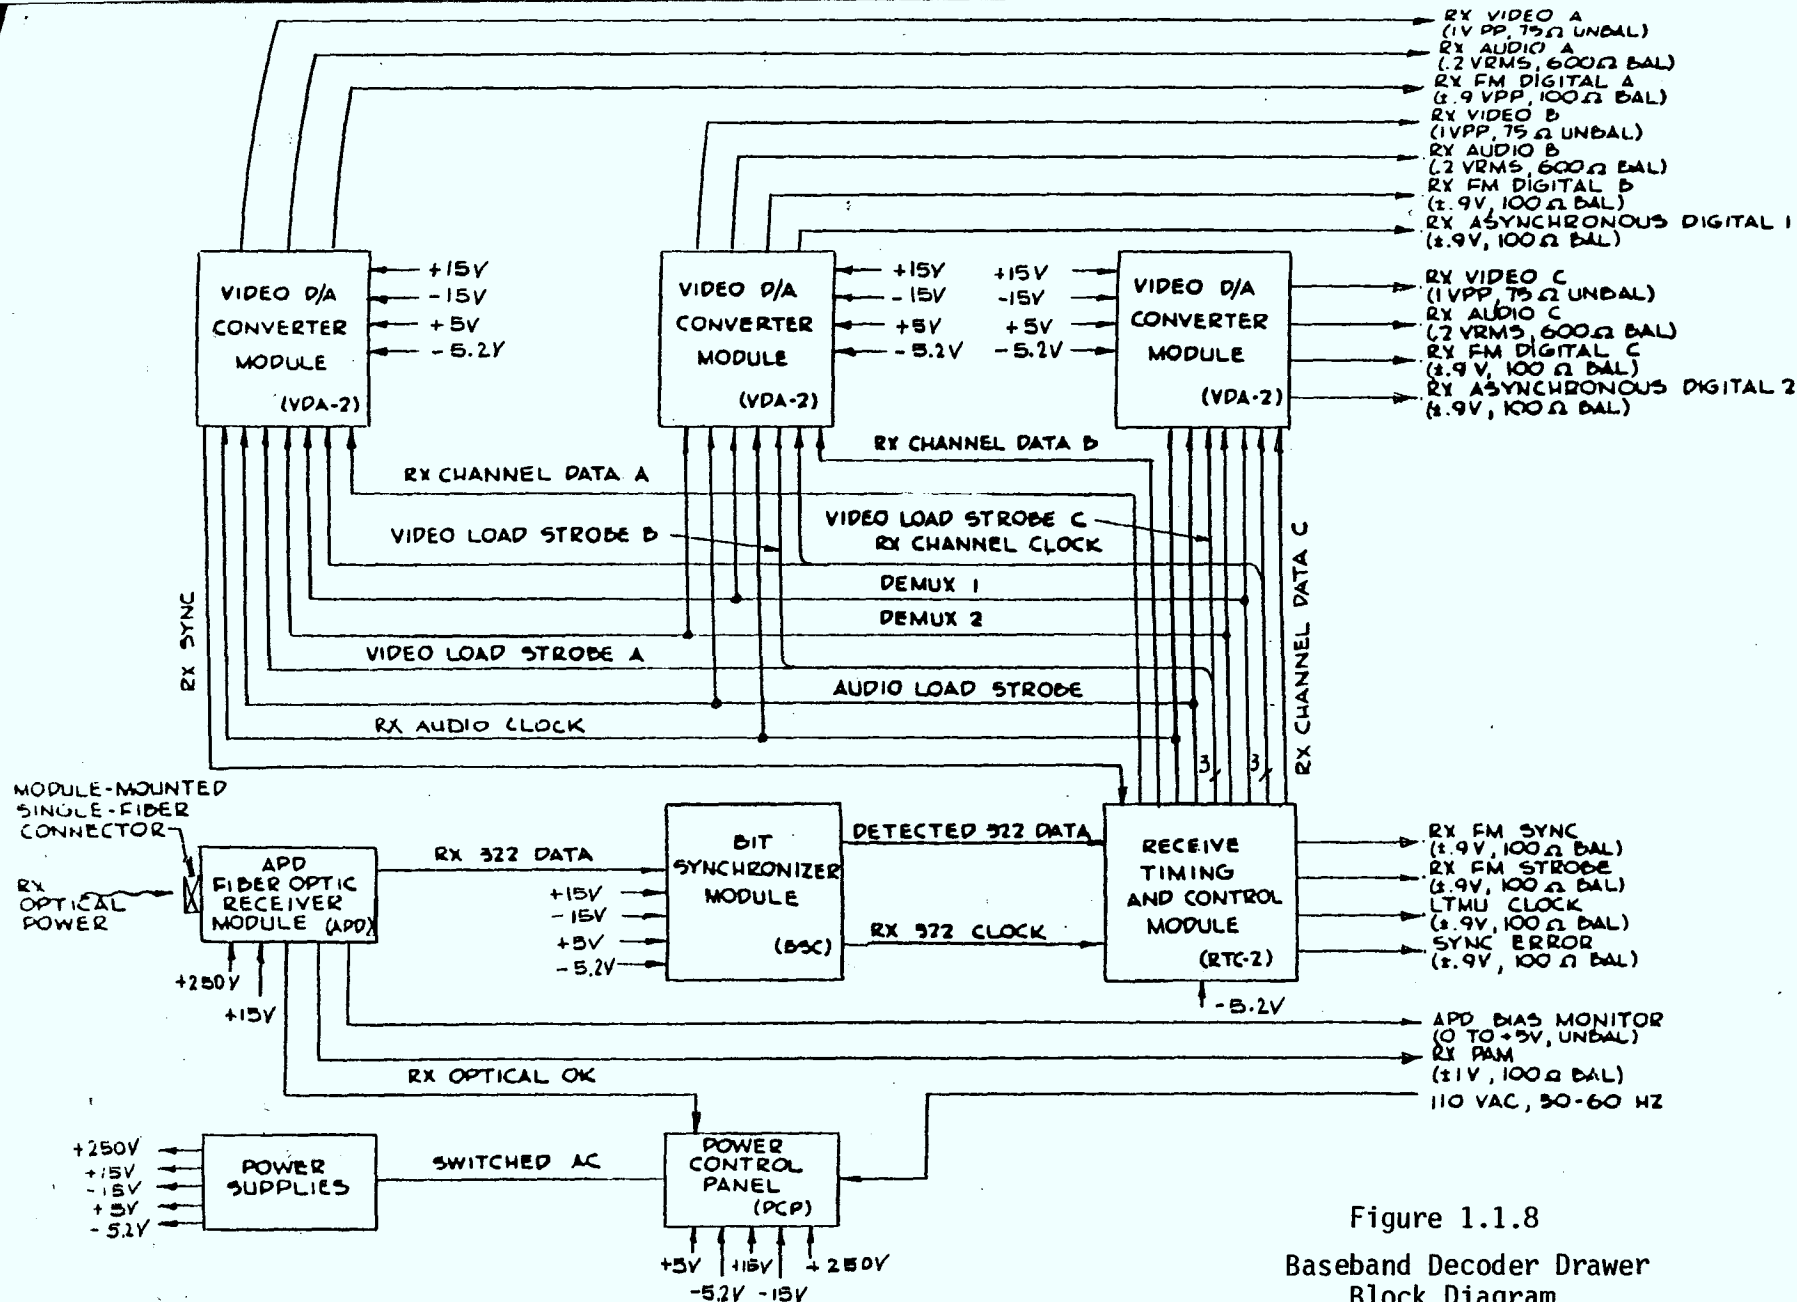 RX VIDEO A
(1V PP, 75Ω UNBAL)
RX AUDIO A
(.2 VRMS, 600Ω BAL)
RX FM DIGITAL A
(±.9 VPP, 100Ω BAL)
RX VIDEO B
(1VPP, 75Ω UNBAL)
RX AUDIO B
(.2 VRMS, 600Ω BAL)
RX FM DIGITAL B
(±.9V, 100Ω BAL)
RX ASYNCHRONOUS DIGITAL 1
(±.9V, 100Ω BAL)
VIDEO D/A
CONVERTER
MODULE
(VDA-2)
+15V
-15V
+5V
-5.2V
VIDEO D/A
CONVERTER
MODULE
(VDA-2)
+15V
-15V
+5V
-5.2V
+15V
-15V
+5V
-5.2V
VIDEO D/A
CONVERTER
MODULE
(VDA-2)
RX VIDEO C
(1VPP, 75Ω UNBAL)
RX AUDIO C
(.2 VRMS, 600Ω BAL)
RX FM DIGITAL C
(±.9V, 100Ω BAL)
RX ASYNCHRONOUS DIGITAL 2
(±.9V, 100Ω BAL)
RX CHANNEL DATA B
RX CHANNEL DATA A
VIDEO LOAD STROBE C
VIDEO LOAD STROBE B
RX CHANNEL CLOCK
DEMUX 1
DEMUX 2
VIDEO LOAD STROBE A
AUDIO LOAD STROBE
RX AUDIO CLOCK
RX SYNC
RX CHANNEL DATA C
3
3
MODULE-MOUNTED
SINGLE-FIBER
CONNECTOR
RX
OPTICAL
POWER
APD
FIBER OPTIC
RECEIVER
MODULE (APD)
+250V
+15V
RX 322 DATA
+15V
-15V
+5V
-5.2V
BIT
SYNCHRONIZER
MODULE
(BSC)
DETECTED 322 DATA
RX 322 CLOCK
RECEIVE
TIMING
AND CONTROL
MODULE
(RTC-2)
-5.2V
RX FM SYNC
(±.9V, 100Ω BAL)
RX FM STROBE
(±.9V, 100Ω BAL)
LTMU CLOCK
(±.9V, 100Ω BAL)
SYNC ERROR
(±.9V, 100Ω BAL)
APD BIAS MONITOR
(0 TO +5V, UNBAL)
RX PAM
(±1V, 100Ω BAL)
110 VAC, 50-60 HZ
RX OPTICAL OK
+250V
+15V
-15V
+5V
-5.2V
POWER
SUPPLIES
SWITCHED AC
POWER
CONTROL
PANEL
(PCP)
+5V
-5.2V
+15V
-15V
+250V
Figure 1.1.8
Baseband Decoder Drawer
Block Diagram